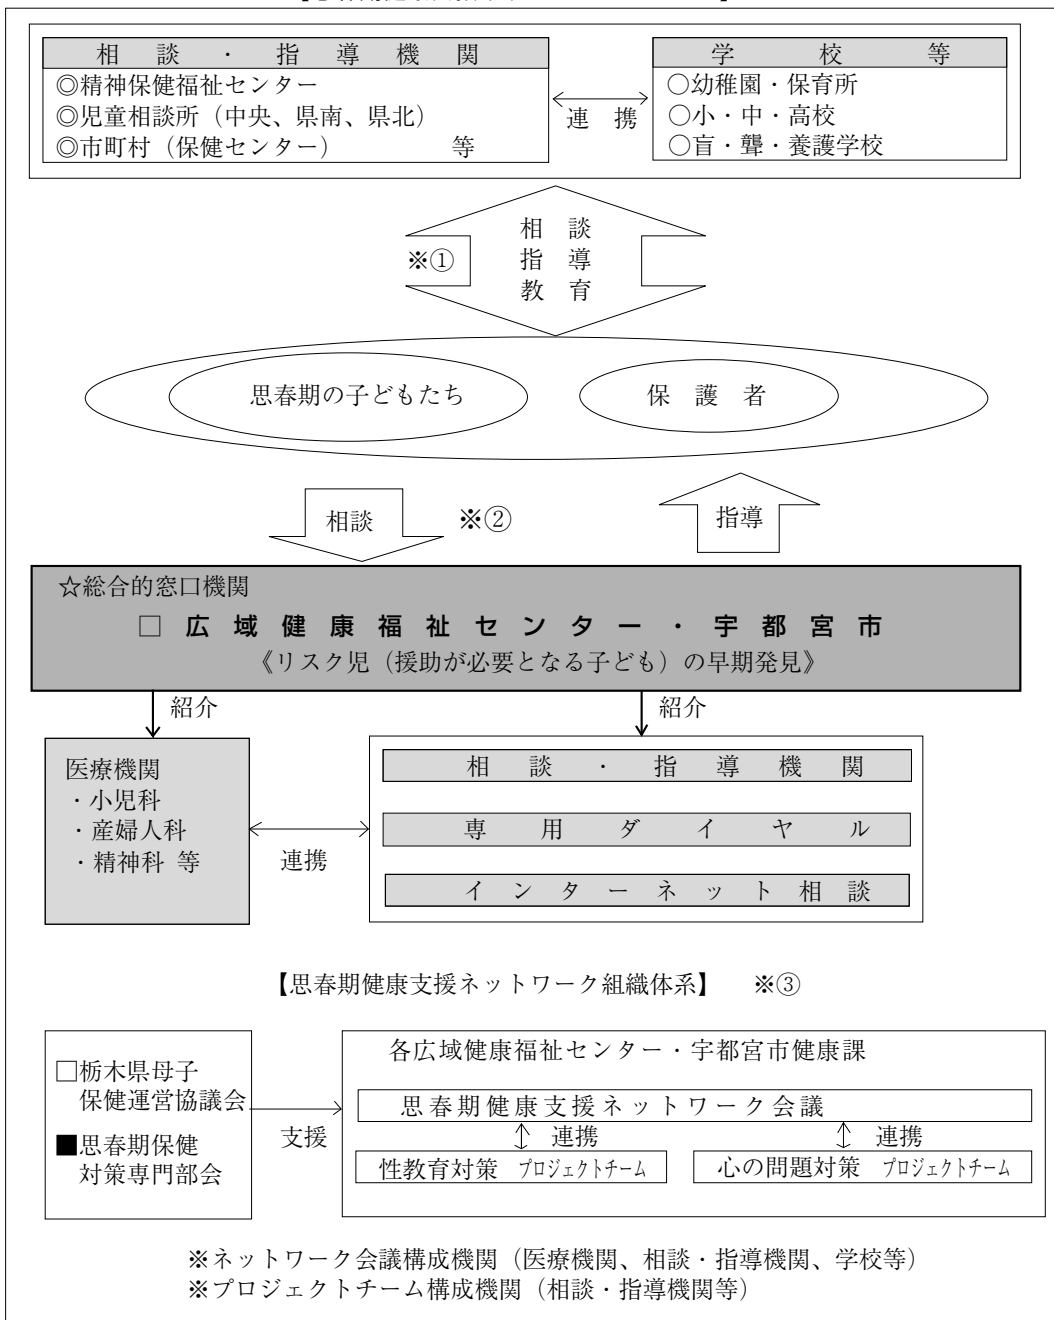 相談・指導機関
◎精神保健福祉センター
◎児童相談所（中央、県南、県北）
◎市町村（保健センター）　等
連携
学校等
○幼稚園・保育所
○小・中・高校
○盲・聾・養護学校
※①
相談
指導
教育
思春期の子どもたち
保護者
相談
※②
指導
☆総合的窓口機関
□広域健康福祉センター・宇都宮市
《リスク児（援助が必要となる子ども）の早期発見》
紹介
紹介
医療機関
・小児科
・産婦人科
・精神科 等
連携
相談・指導機関
専用ダイヤル
インターネット相談
【思春期健康支援ネットワーク組織体系】　※③
□栃木県母子
保健運営協議会
■思春期保健
対策専門部会
支援
各広域健康福祉センター・宇都宮市健康課
思春期健康支援ネットワーク会議
連携
連携
性教育対策 プロジェクトチーム
心の問題対策 プロジェクトチーム
※ネットワーク会議構成機関（医療機関、相談・指導機関、学校等）
※プロジェクトチーム構成機関（相談・指導機関等）